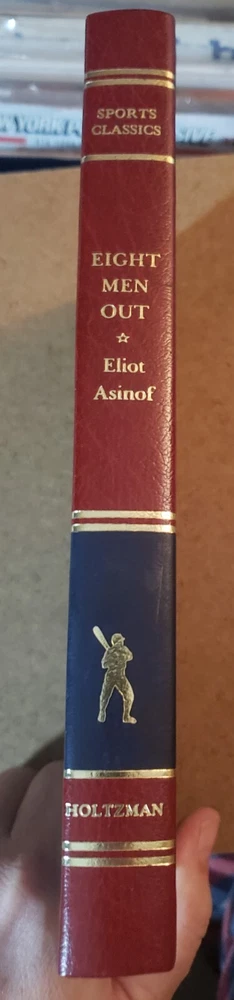 SPORTS
CLASSICS
EIGHT
MEN
OUT
Eliot
Asinof
HOLTZMAN